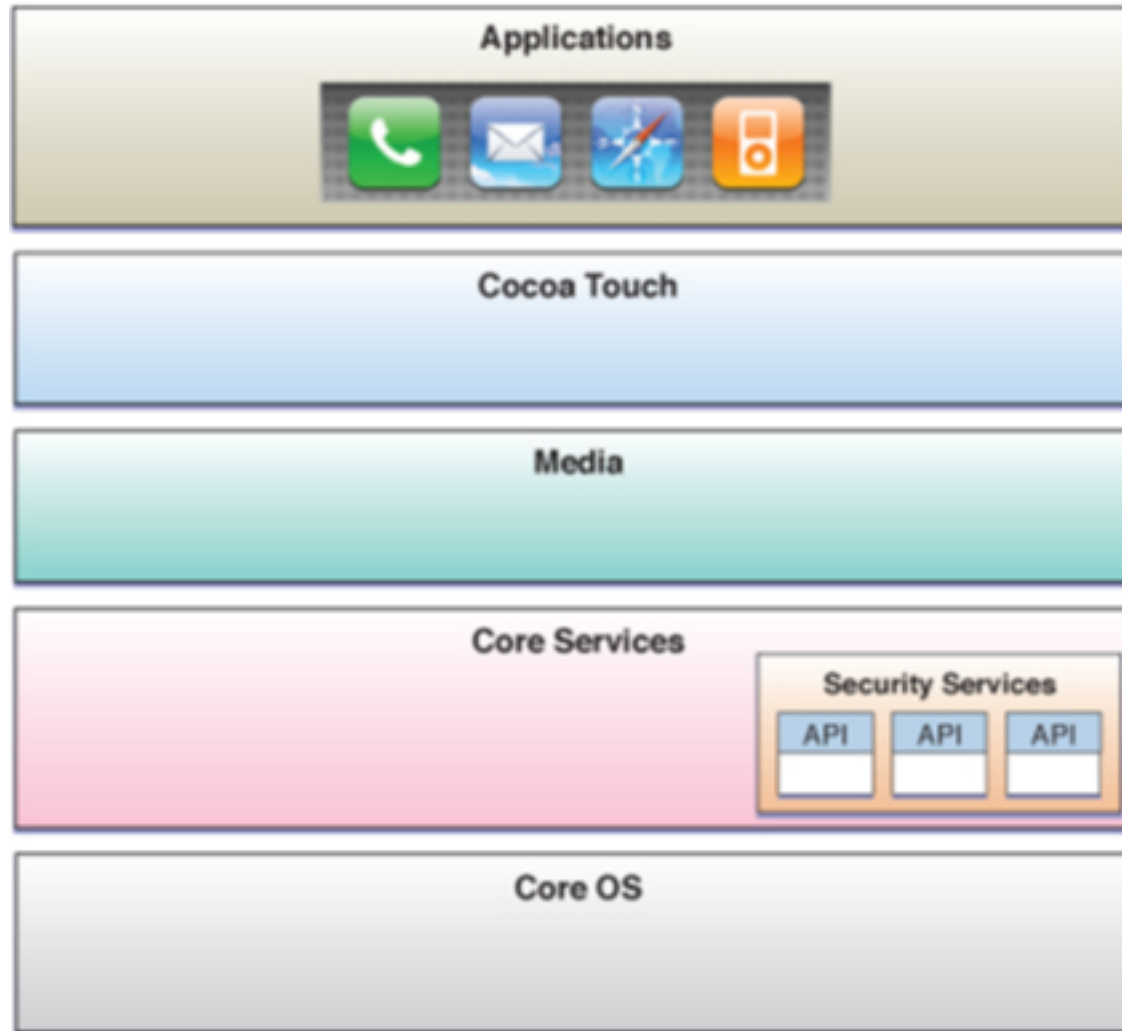 Applications
Cocoa Touch
Media
Core Services
Security Services
API API API
Core OS